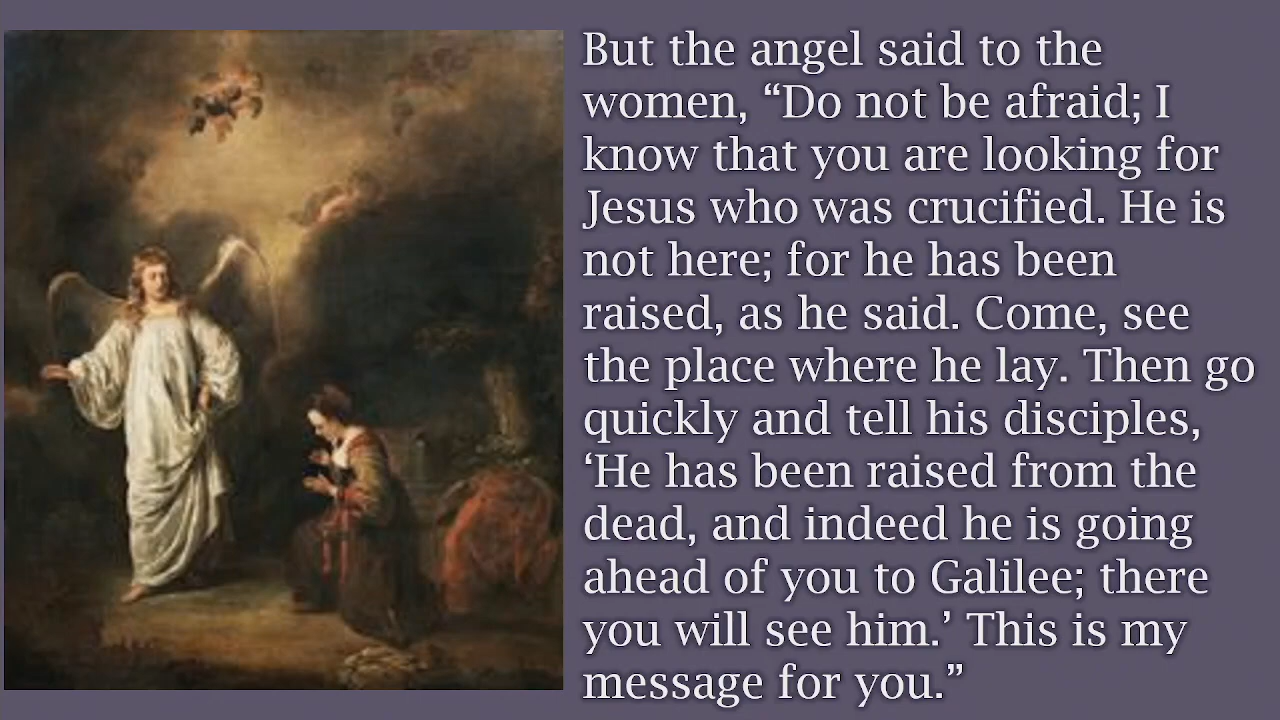 But the angel said to the
women, “Do not be afraid; I
know that you are looking for
Jesus who was crucified. He is
not here; for he has been
raised, as he said. Come, see
the place where he lay. Then go
quickly and tell his disciples,
‘He has been raised from the
dead, and indeed he is going
ahead of you to Galilee; there
you will see him.’ This is my
message for you.”